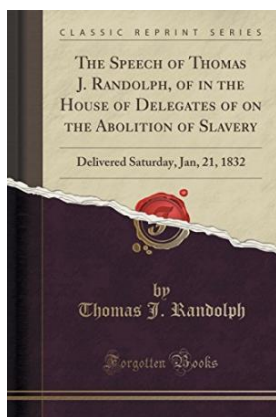 CLASSIC REPRINT SERIES
THE SPEECH OF THOMAS
J. RANDOLPH, OF IN THE
HOUSE OF DELEGATES OF ON
THE ABOLITION OF SLAVERY
Delivered Saturday, Jan, 21, 1832
by
Thomas J. Randolph
Forgotten Books